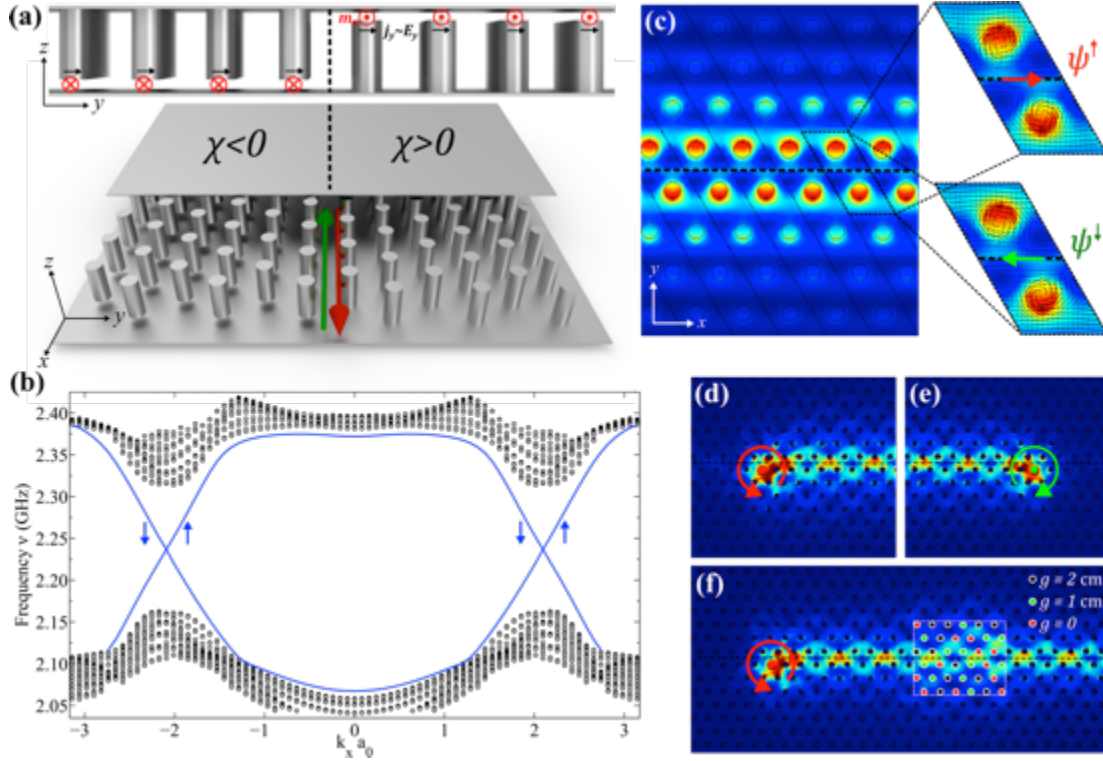 (a)
m
j_y~E_y
z
y
χ<0
χ>0
z
y
x
(b)
Frequency ν (GHz)
2.40
2.35
2.30
2.25
2.20
2.15
2.10
2.05
−3
−2
−1
0
1
2
3
k_x a_0
(c)
y
x
ψ↑
ψ↓
(d)
(e)
(f)
g = 2 cm
g = 1 cm
g = 0